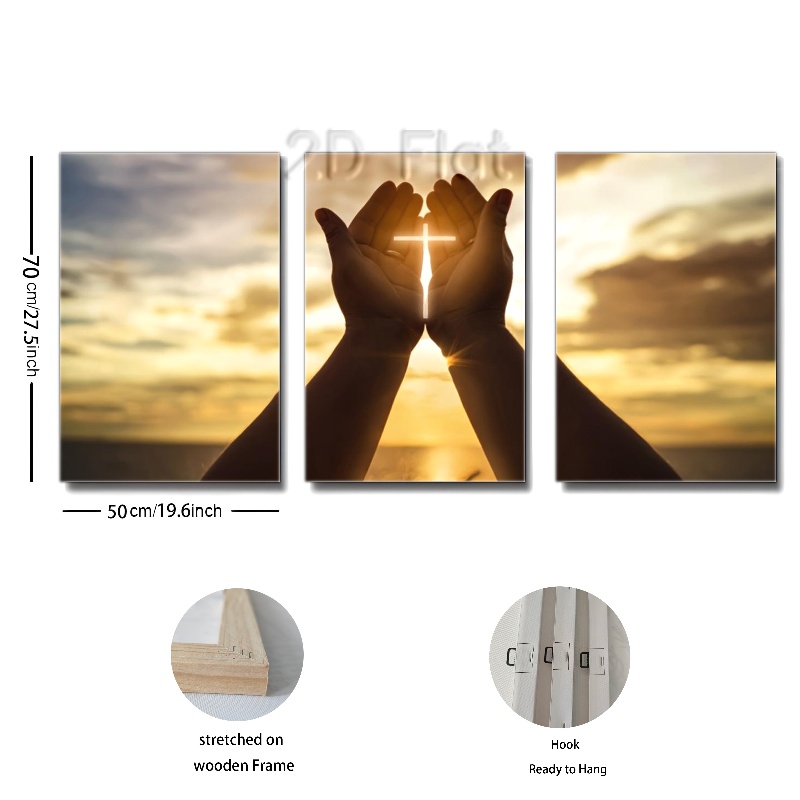 2D Flat
70 cm/27.5inch
50 cm/19.6inch
stretched on
wooden Frame
Hook
Ready to Hang